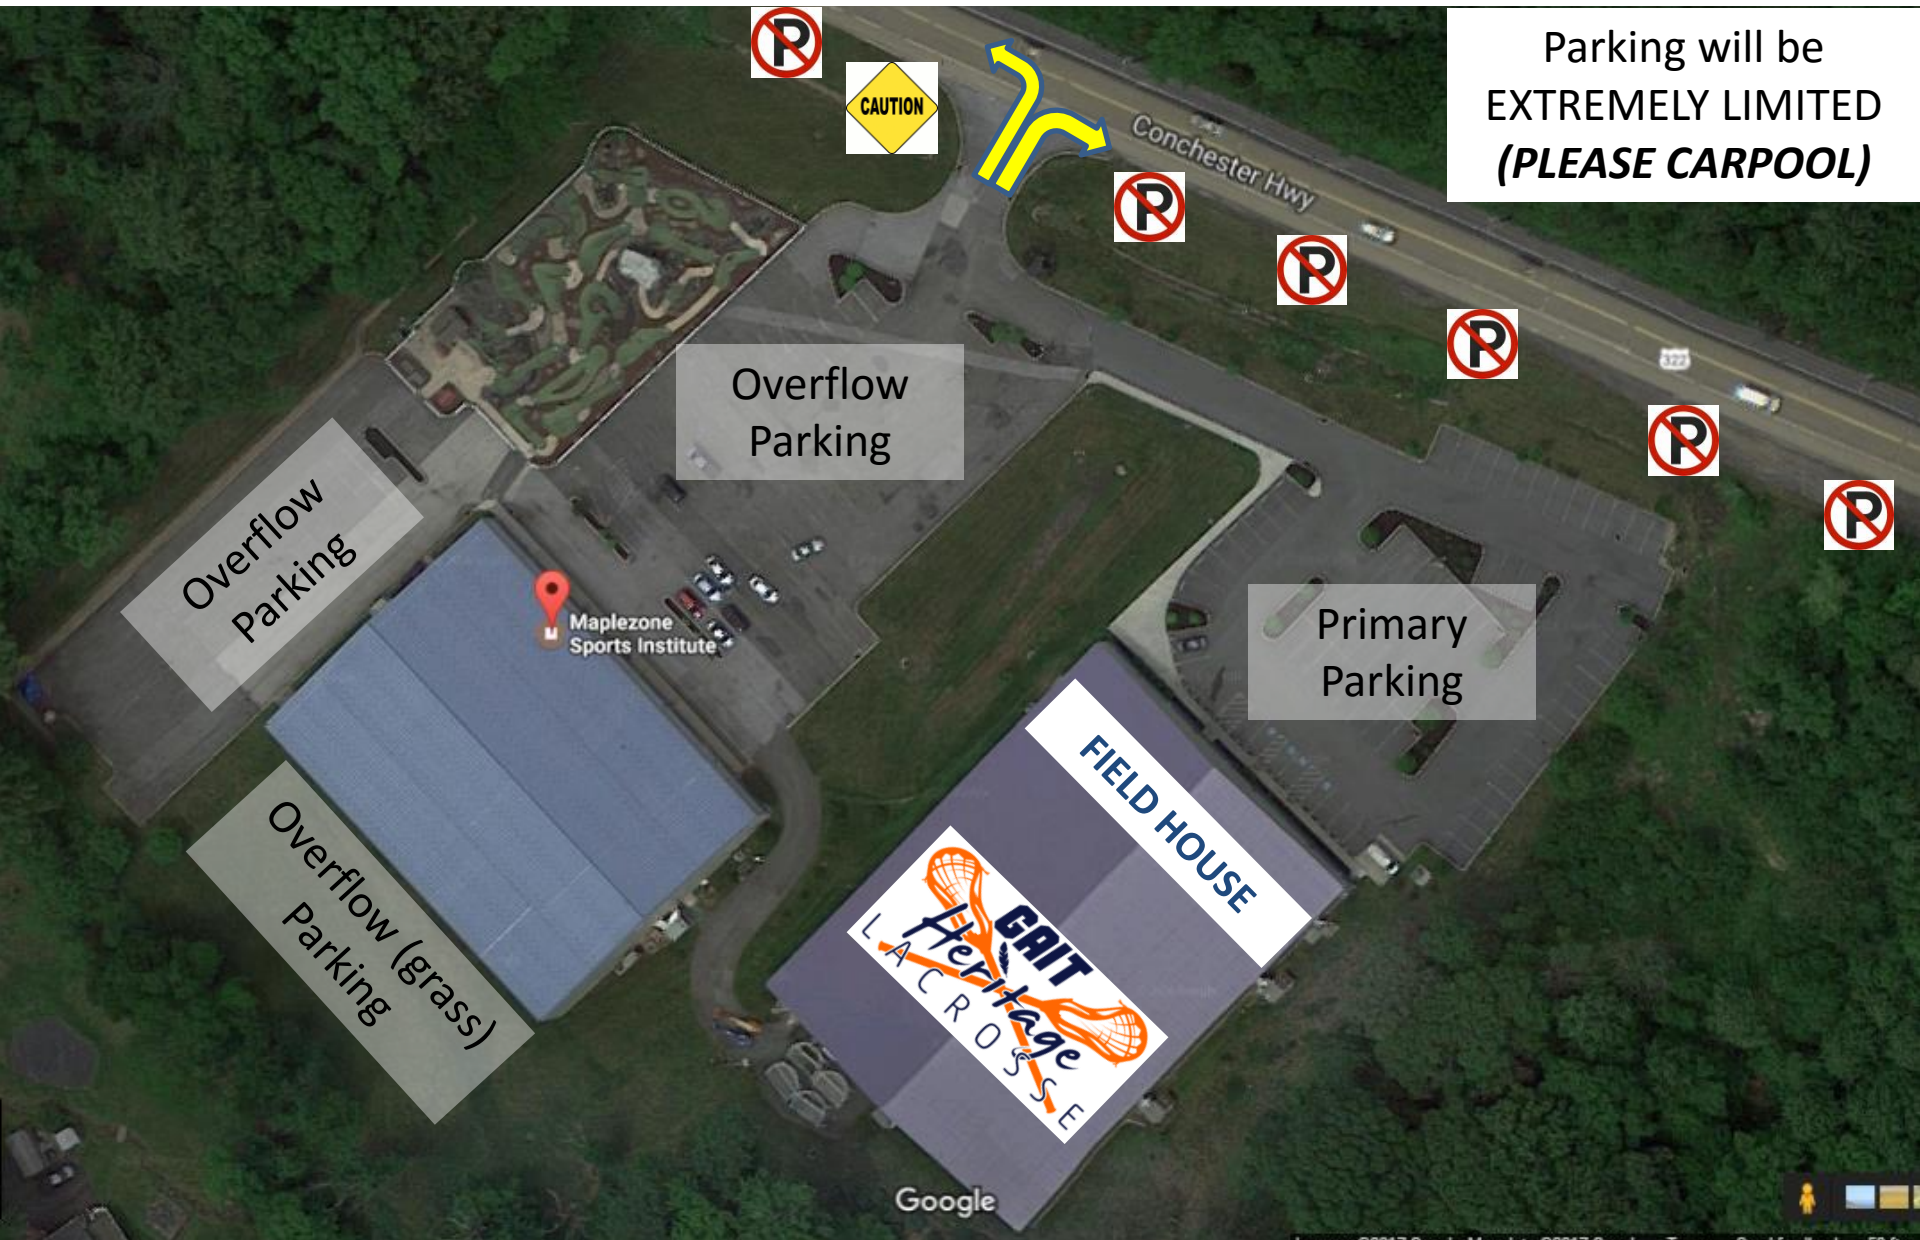 Parking will be
EXTREMELY LIMITED
(PLEASE CARPOOL)
P
CAUTION
Conchester Hwy
P
P
P
322
P
P
Overflow
Parking
Overflow
Parking
Maplezone
Sports Institute
Primary
Parking
FIELD HOUSE
Overflow (grass)
Parking
GAIT
Heritage
LACROSSE
Google